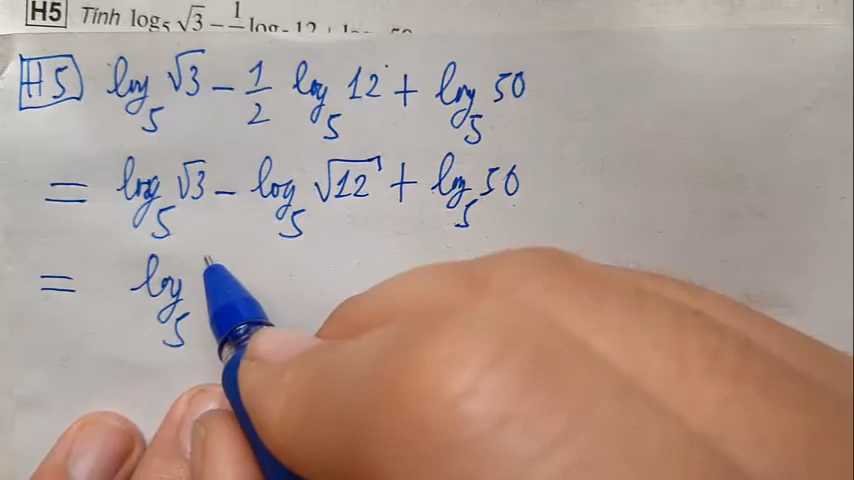 H5 Tính log₅ √3 − 1/2 log₅ 12 + log₅ 50
H5) log₅ √3 − 1/2 log₅ 12 + log₅ 50
= log₅ √3 − log₅ √12 + log₅ 50
= log₅